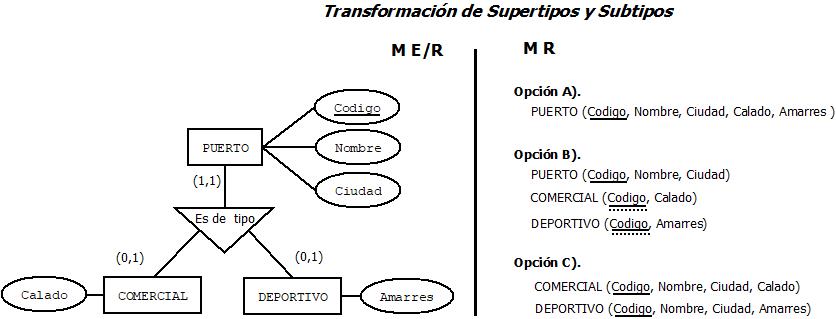 Transformación de Supertipos y Subtipos
M E/R
Codigo
PUERTO
Nombre
(1,1)
Ciudad
Es de tipo
(0,1)
(0,1)
Calado
COMERCIAL
DEPORTIVO
Amarres
M R
Opción A).
PUERTO (Codigo, Nombre, Ciudad, Calado, Amarres )
Opción B).
PUERTO (Codigo, Nombre, Ciudad)
COMERCIAL (Codigo, Calado)
DEPORTIVO (Codigo, Amarres)
Opción C).
COMERCIAL (Codigo, Nombre, Ciudad, Calado)
DEPORTIVO (Codigo, Nombre, Ciudad, Amarres)